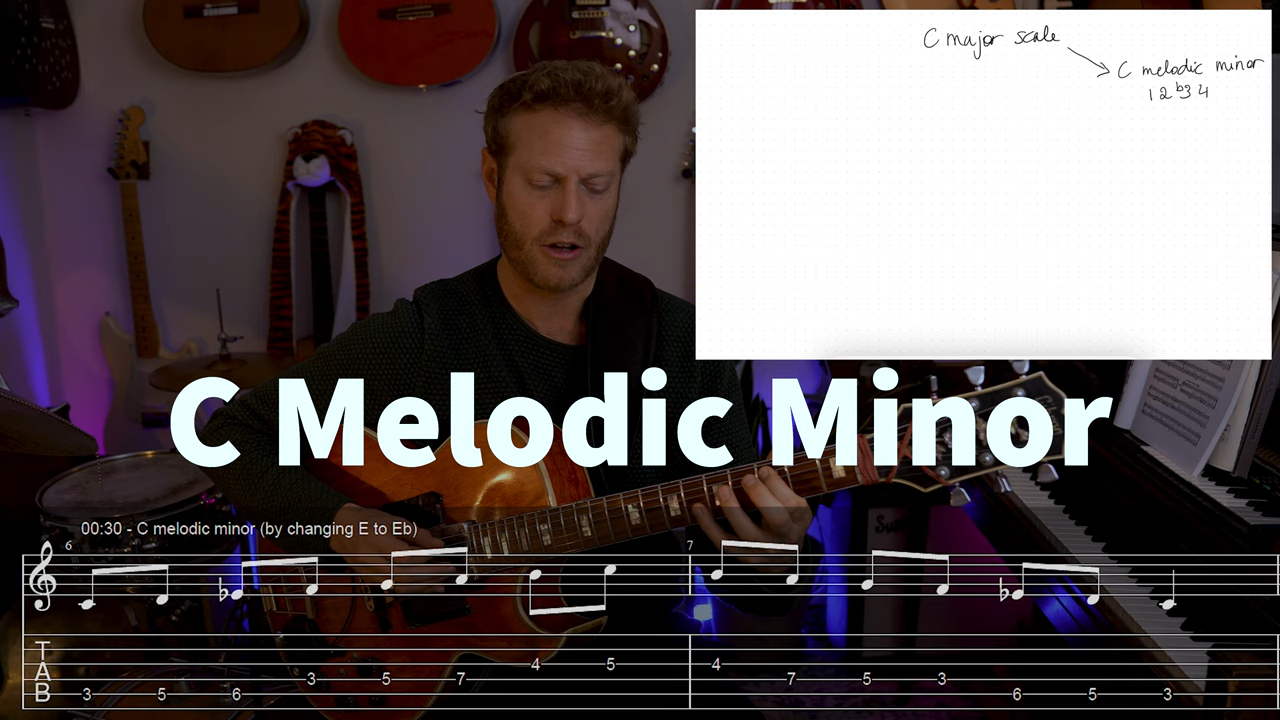 C major scale
C melodic minor
1 2 b3 4
C Melodic Minor
00:30 - C melodic minor (by changing E to Eb)
6
7
T
A
B
3 5 6 3 5 7 4 5
4 7 5 3 6 5 3